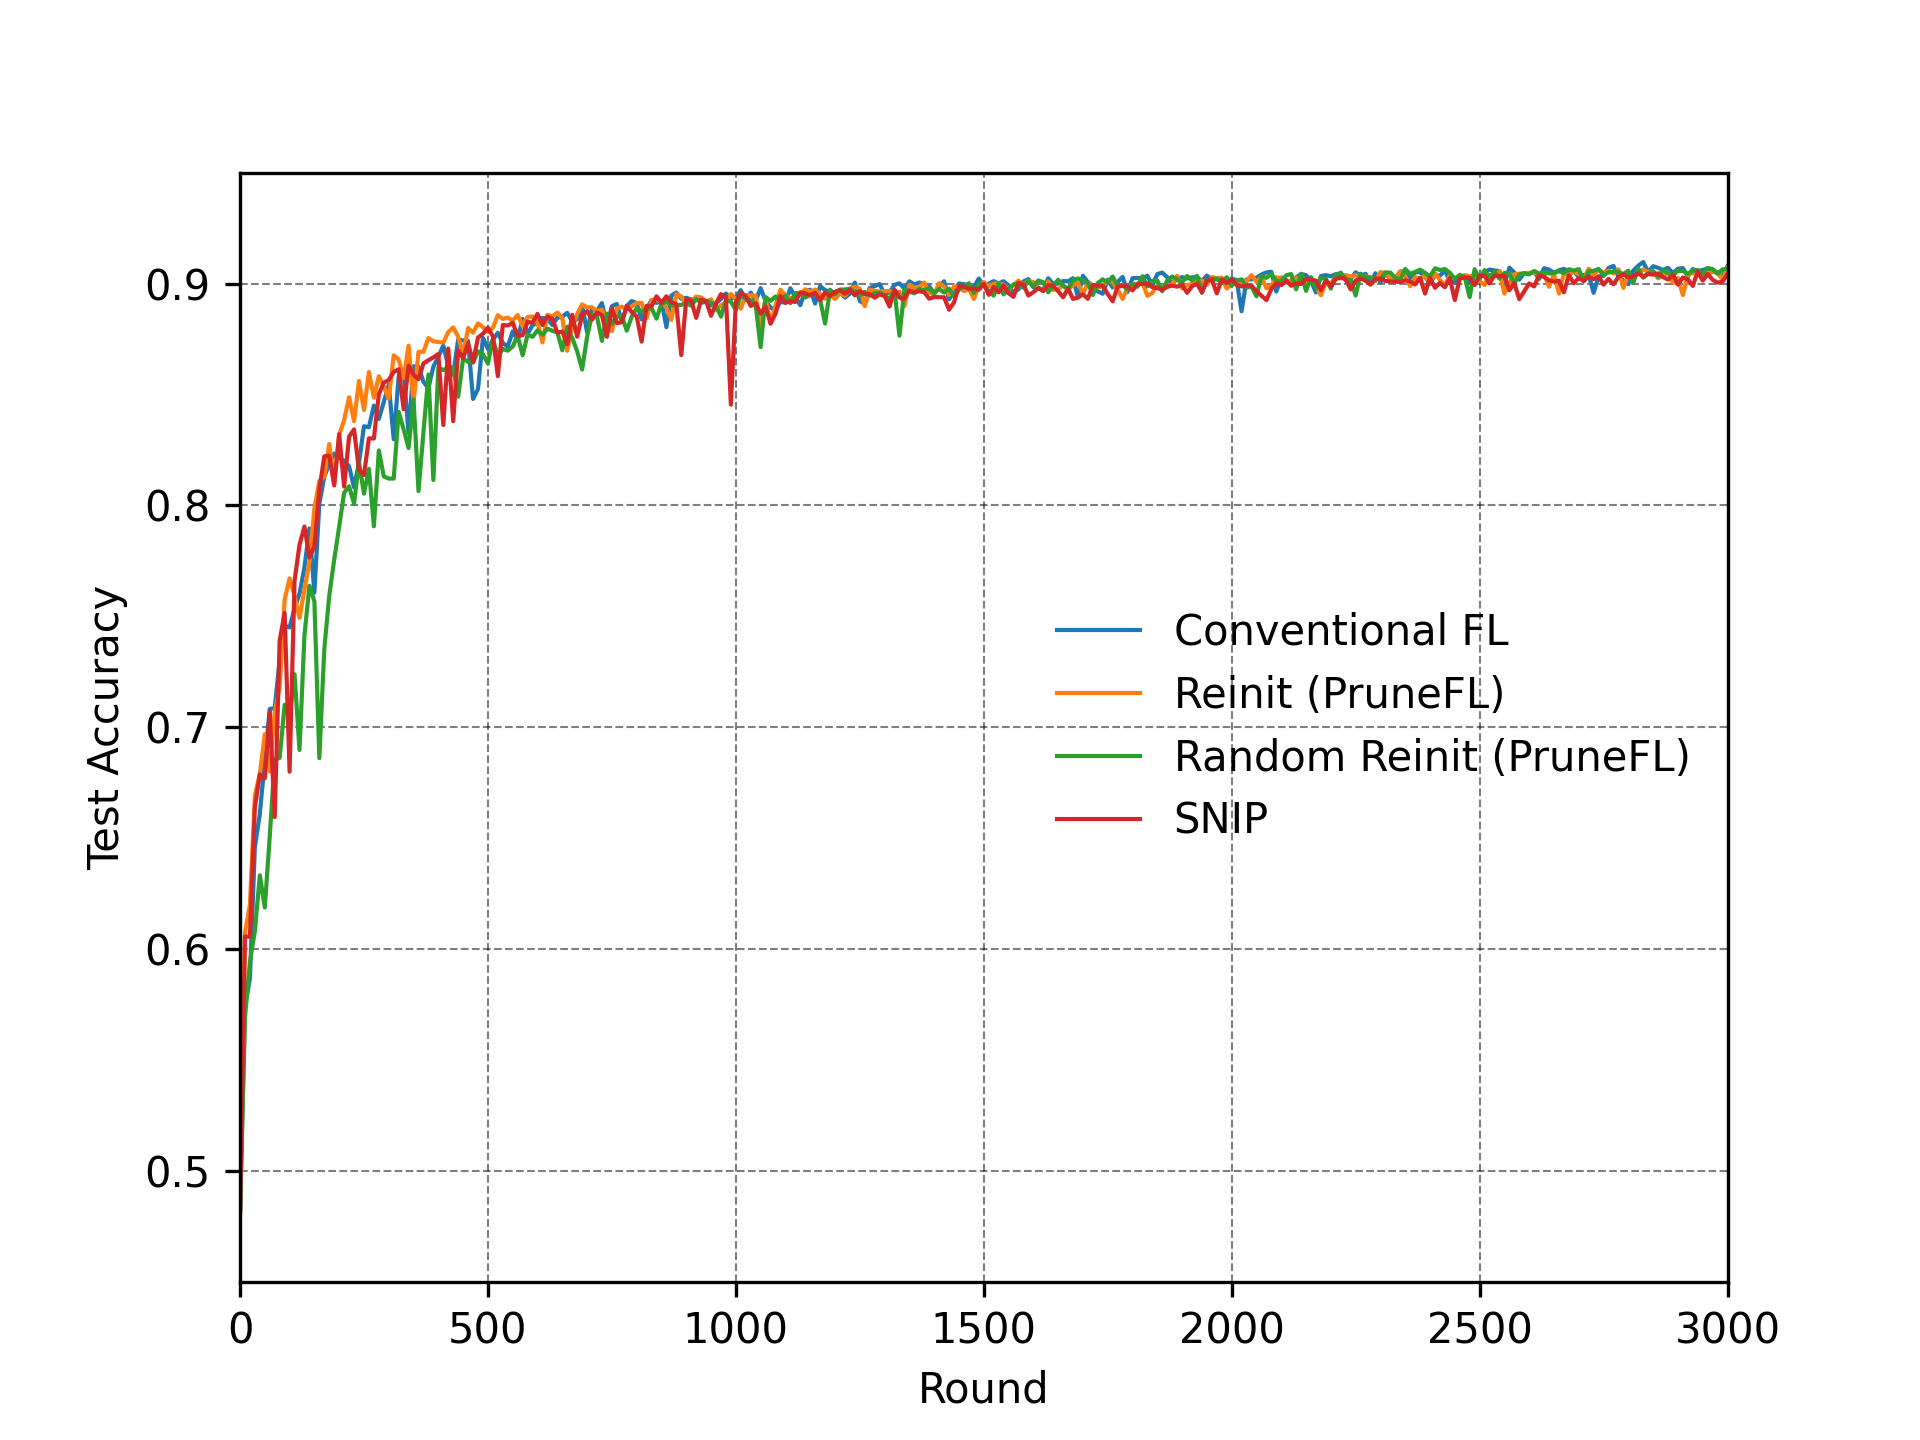 0.9
0.8
0.7
0.6
0.5
Test Accuracy
Conventional FL
Reinit (PruneFL)
Random Reinit (PruneFL)
SNIP
0 500 1000 1500 2000 2500 3000
Round